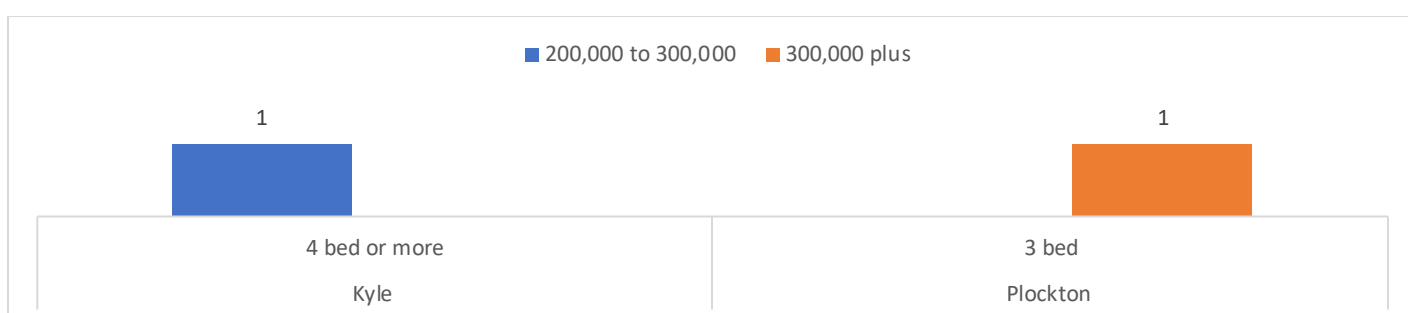 200,000 to 300,000 300,000 plus
1 1
4 bed or more 3 bed
Kyle Plockton